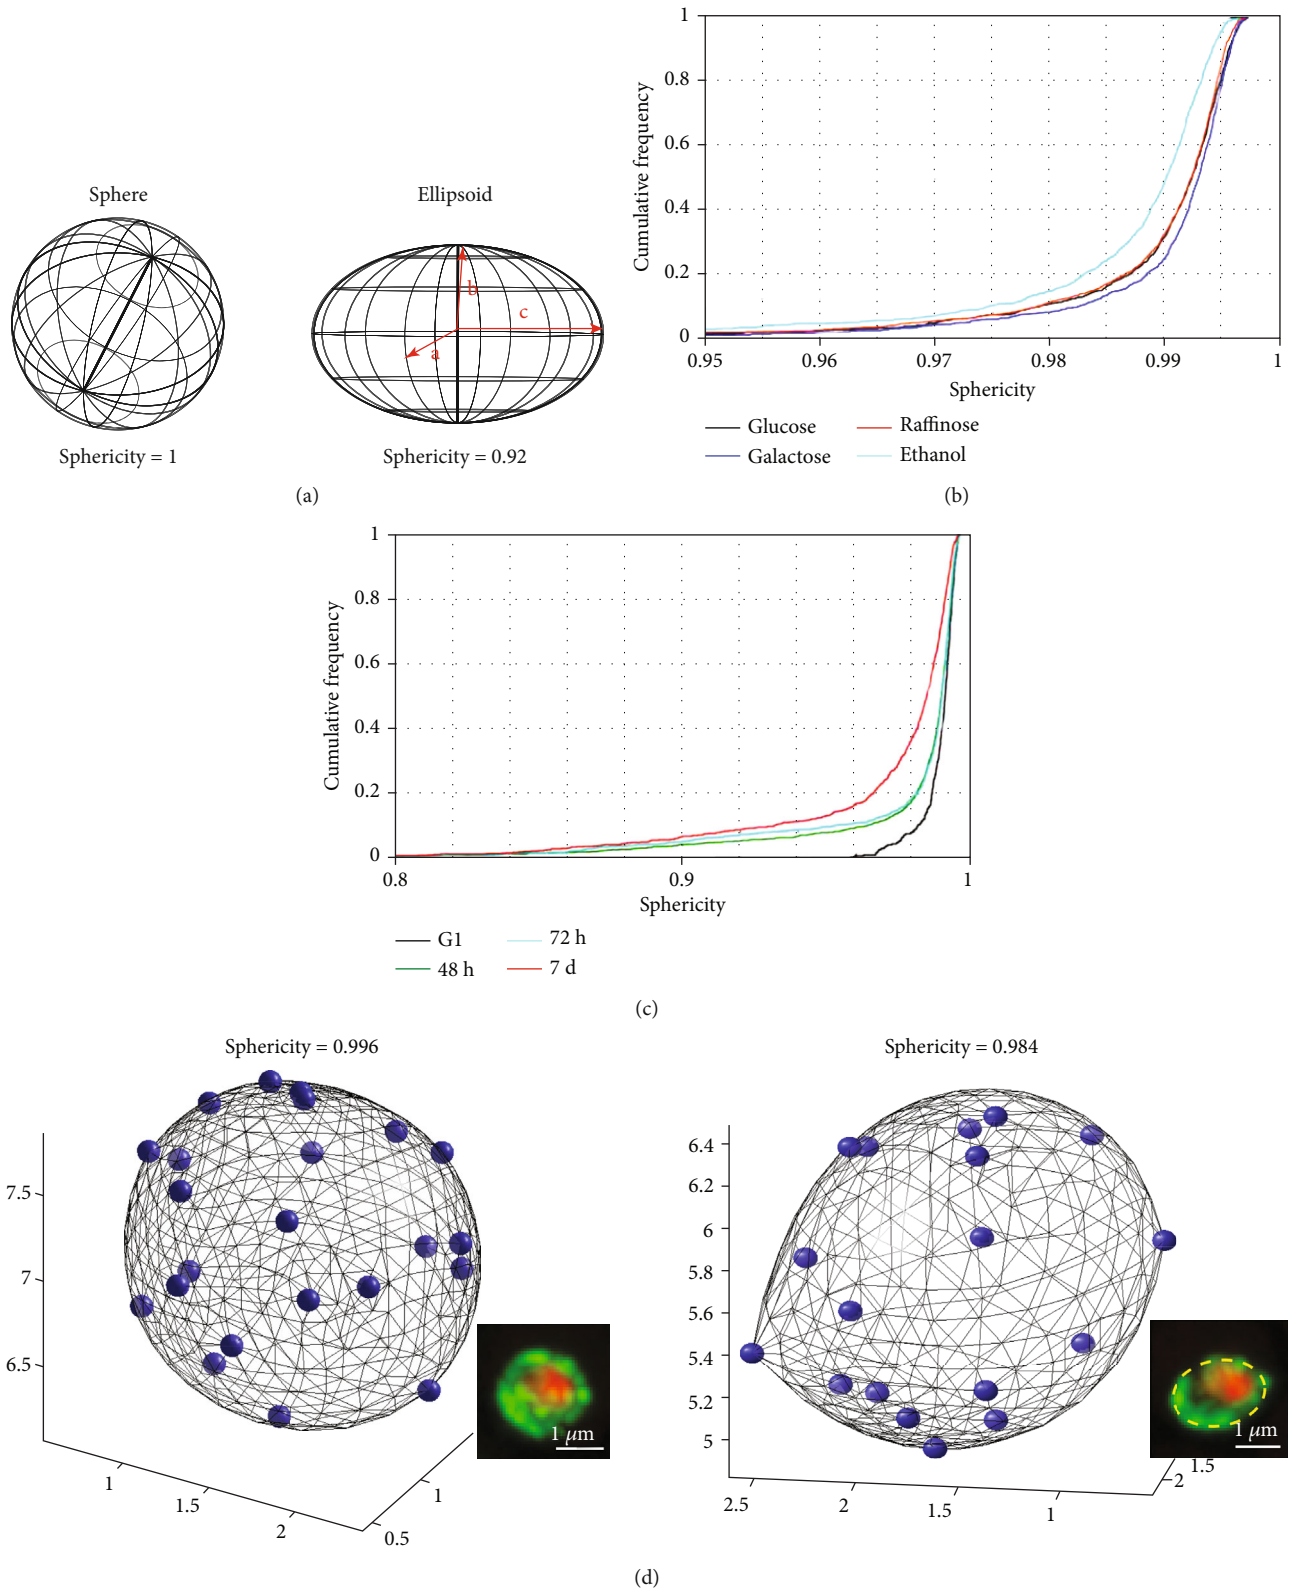 Sphere
Ellipsoid
b
c
a
Sphericity = 1
Sphericity = 0.92
(a)
Cumulative frequency
1
0.8
0.6
0.4
0.2
0
0.95
0.96
0.97
0.98
0.99
1
Sphericity
Glucose
Raffinose
Galactose
Ethanol
(b)
Cumulative frequency
1
0.8
0.6
0.4
0.2
0
0.8
0.9
1
Sphericity
G1
72 h
48 h
7 d
(c)
Sphericity = 0.996
7.5
7
6.5
1
1.5
2
0.5
1
1 μm
Sphericity = 0.984
6.4
6.2
6
5.8
5.6
5.4
5.2
5
2.5
2
1.5
1
2
1.5
1 μm
(d)